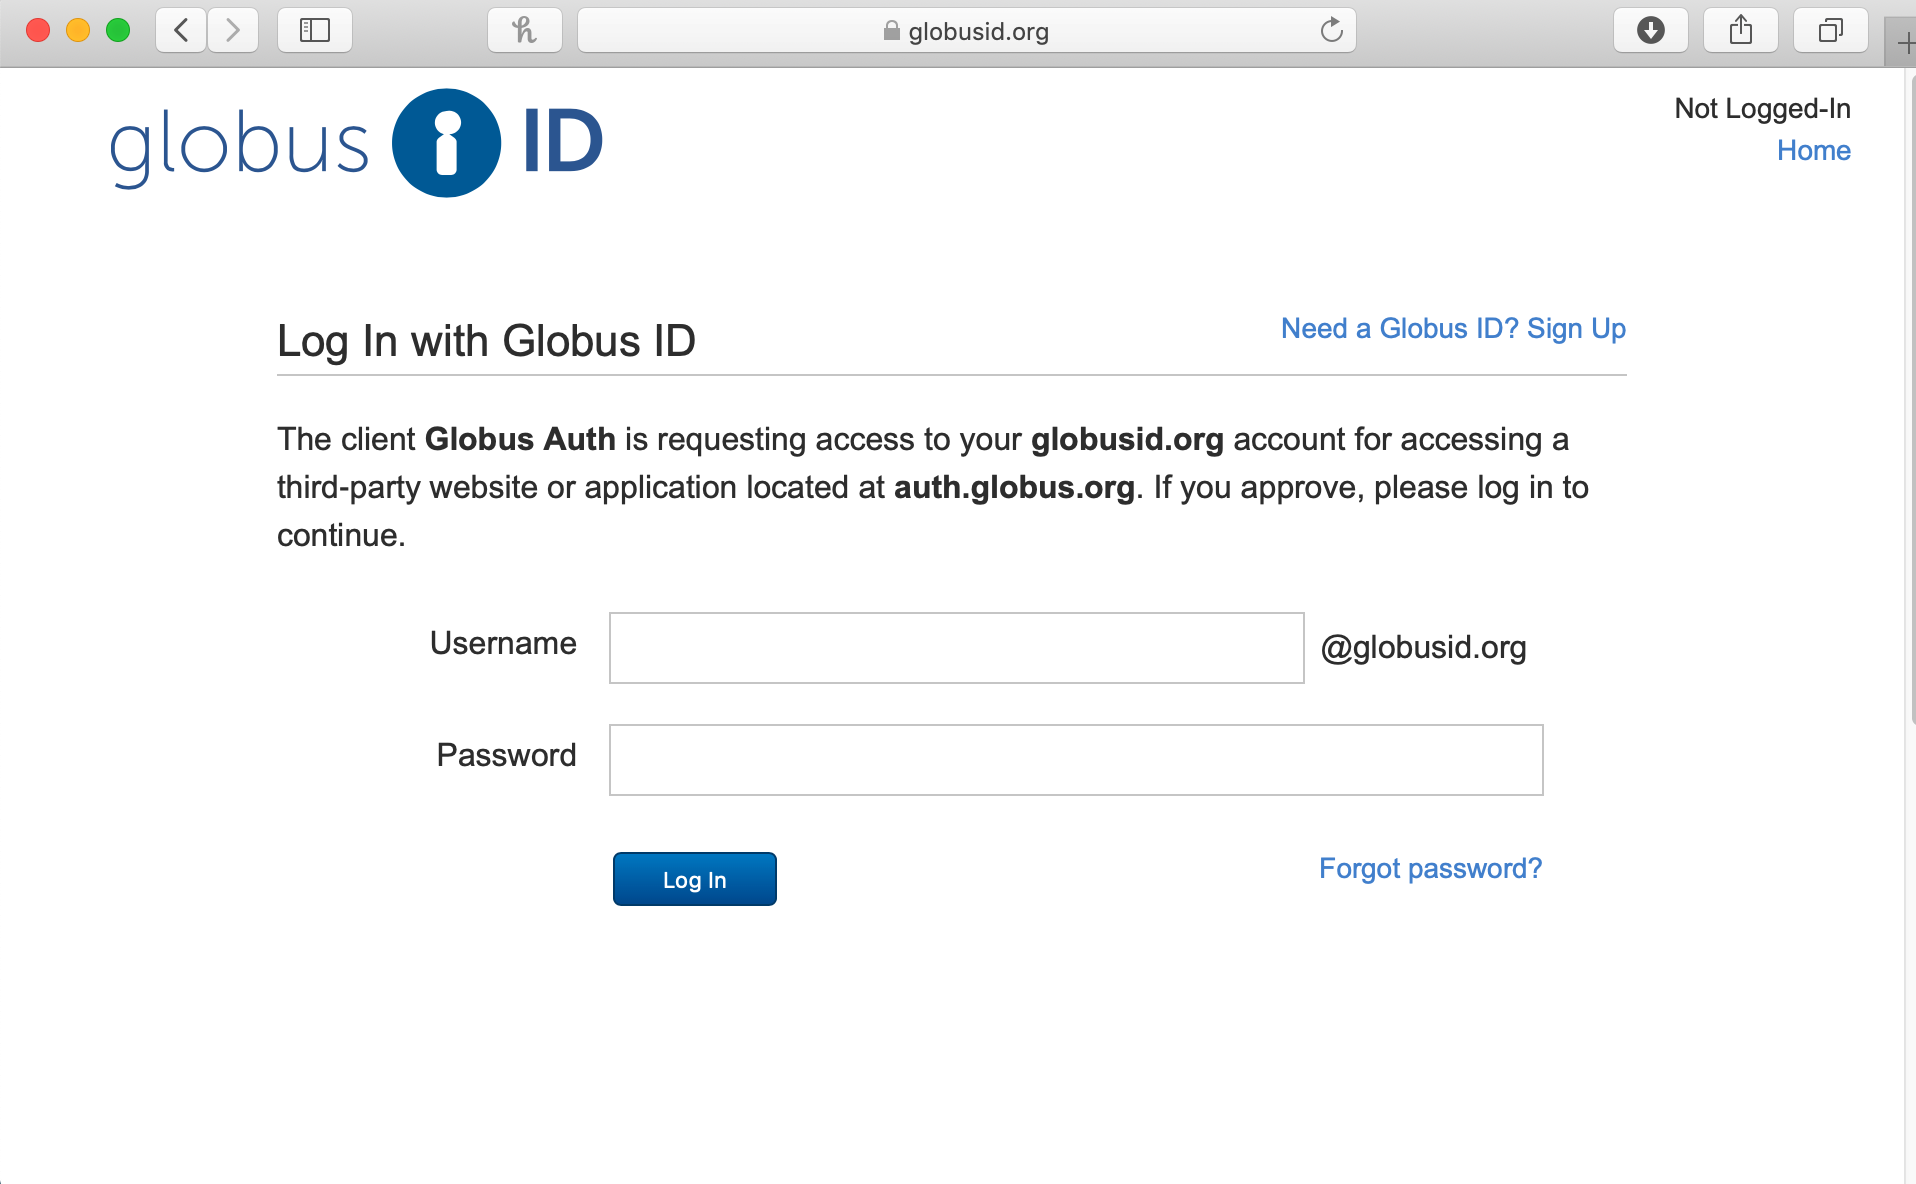 globusid.org
globus ID
Not Logged-In
Home
Log In with Globus ID
Need a Globus ID? Sign Up
The client Globus Auth is requesting access to your globusid.org account for accessing a
third-party website or application located at auth.globus.org. If you approve, please log in to
continue.
Username
@globusid.org
Password
Log In
Forgot password?